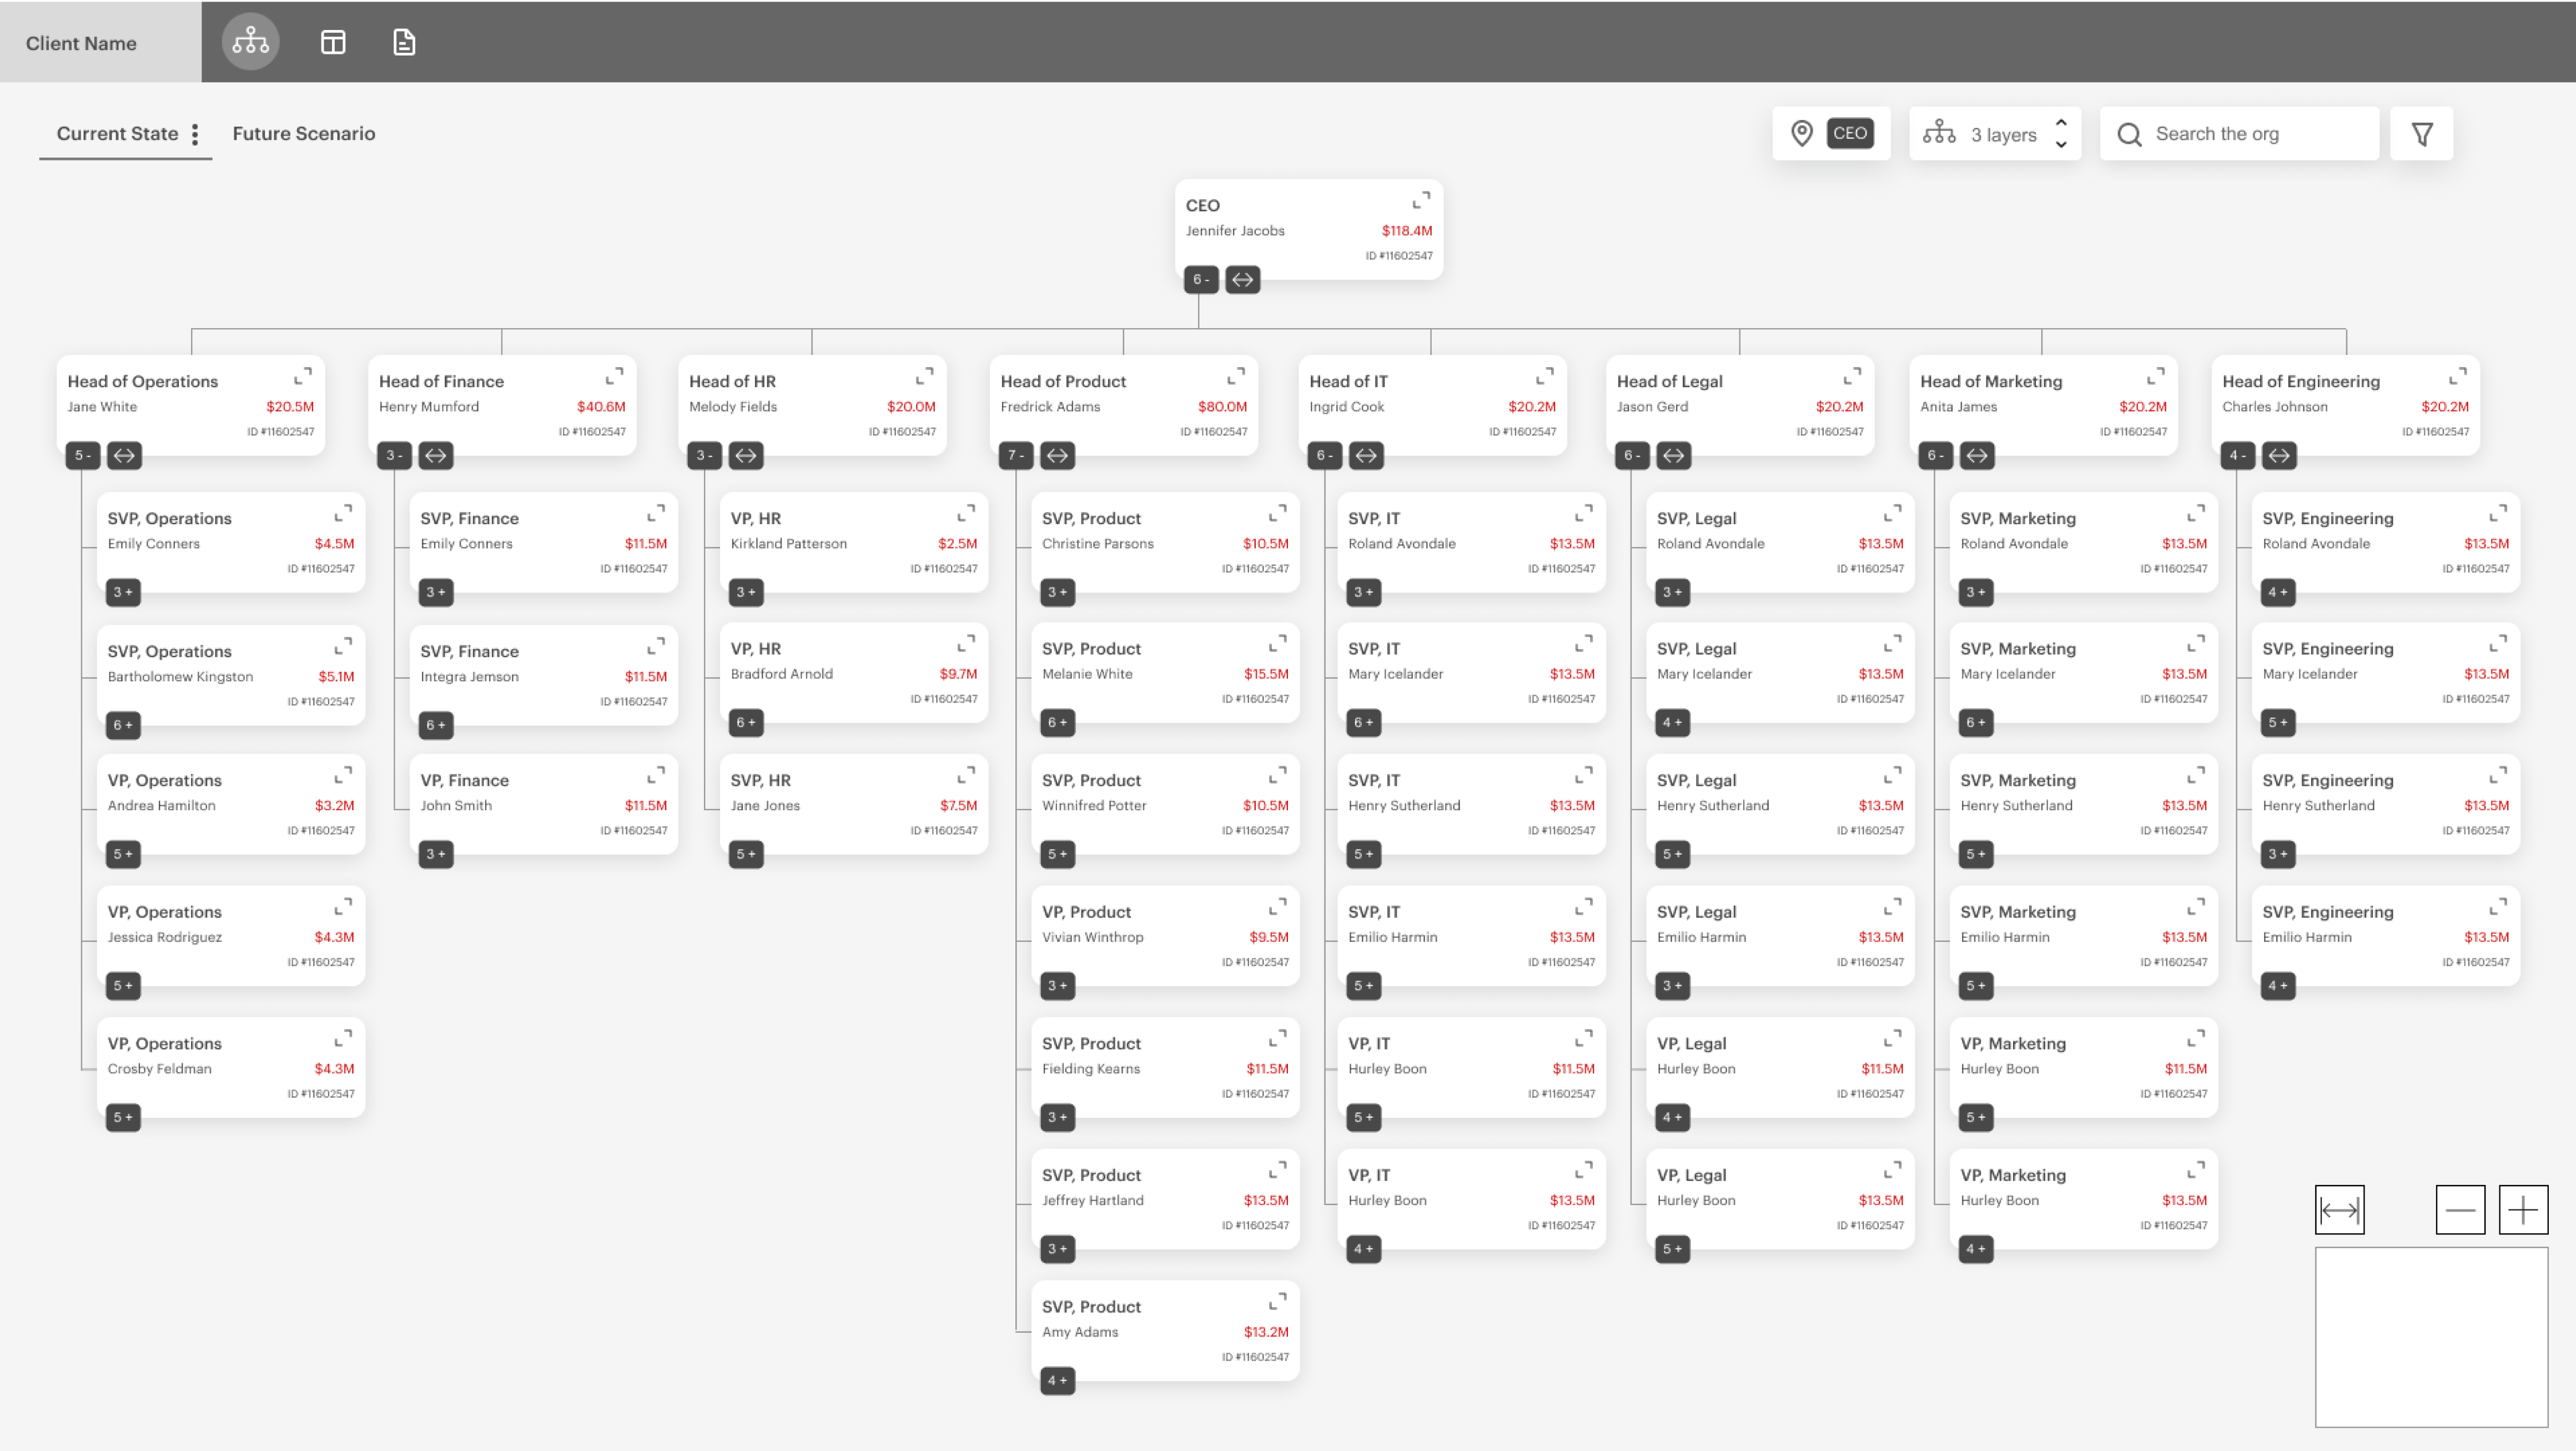 Client Name
Current State
Future Scenario
CEO
3 layers
Search the org
CEO
Jennifer Jacobs $118.4M
ID #11602547
6 -
Head of Operations
Jane White $20.5M
ID #11602547
5 -
SVP, Operations
Emily Conners $4.5M
ID #11602547
3 +
SVP, Operations
Bartholomew Kingston $5.1M
ID #11602547
6 +
VP, Operations
Andrea Hamilton $3.2M
ID #11602547
5 +
VP, Operations
Jessica Rodriguez $4.3M
ID #11602547
5 +
VP, Operations
Crosby Feldman $4.3M
ID #11602547
5 +
Head of Finance
Henry Mumford $40.6M
ID #11602547
3 -
SVP, Finance
Emily Conners $11.5M
ID #11602547
3 +
SVP, Finance
Integra Jemson $11.5M
ID #11602547
6 +
VP, Finance
John Smith $11.5M
ID #11602547
3 +
Head of HR
Melody Fields $20.0M
ID #11602547
3 -
VP, HR
Kirkland Patterson $2.5M
ID #11602547
3 +
VP, HR
Bradford Arnold $9.7M
ID #11602547
6 +
SVP, HR
Jane Jones $7.5M
ID #11602547
5 +
Head of Product
Fredrick Adams $80.0M
ID #11602547
7 -
SVP, Product
Christine Parsons $10.5M
ID #11602547
3 +
SVP, Product
Melanie White $15.5M
ID #11602547
6 +
SVP, Product
Winnifred Potter $10.5M
ID #11602547
5 +
VP, Product
Vivian Winthrop $9.5M
ID #11602547
3 +
SVP, Product
Fielding Kearns $11.5M
ID #11602547
3 +
SVP, Product
Jeffrey Hartland $13.5M
ID #11602547
3 +
SVP, Product
Amy Adams $13.2M
ID #11602547
4 +
Head of IT
Ingrid Cook $20.2M
ID #11602547
6 -
SVP, IT
Roland Avondale $13.5M
ID #11602547
3 +
SVP, IT
Mary Icelander $13.5M
ID #11602547
6 +
SVP, IT
Henry Sutherland $13.5M
ID #11602547
5 +
SVP, IT
Emilio Harmin $13.5M
ID #11602547
5 +
VP, IT
Hurley Boon $11.5M
ID #11602547
5 +
VP, IT
Hurley Boon $13.5M
ID #11602547
4 +
Head of Legal
Jason Gerd $20.2M
ID #11602547
6 -
SVP, Legal
Roland Avondale $13.5M
ID #11602547
3 +
SVP, Legal
Mary Icelander $13.5M
ID #11602547
4 +
SVP, Legal
Henry Sutherland $13.5M
ID #11602547
5 +
SVP, Legal
Emilio Harmin $13.5M
ID #11602547
3 +
VP, Legal
Hurley Boon $11.5M
ID #11602547
4 +
VP, Legal
Hurley Boon $13.5M
ID #11602547
5 +
Head of Marketing
Anita James $20.2M
ID #11602547
6 -
SVP, Marketing
Roland Avondale $13.5M
ID #11602547
3 +
SVP, Marketing
Mary Icelander $13.5M
ID #11602547
6 +
SVP, Marketing
Henry Sutherland $13.5M
ID #11602547
5 +
SVP, Marketing
Emilio Harmin $13.5M
ID #11602547
5 +
VP, Marketing
Hurley Boon $11.5M
ID #11602547
5 +
VP, Marketing
Hurley Boon $13.5M
ID #11602547
4 +
Head of Engineering
Charles Johnson $20.2M
ID #11602547
4 -
SVP, Engineering
Roland Avondale $13.5M
ID #11602547
4 +
SVP, Engineering
Mary Icelander $13.5M
ID #11602547
5 +
SVP, Engineering
Henry Sutherland $13.5M
ID #11602547
3 +
SVP, Engineering
Emilio Harmin $13.5M
ID #11602547
4 +